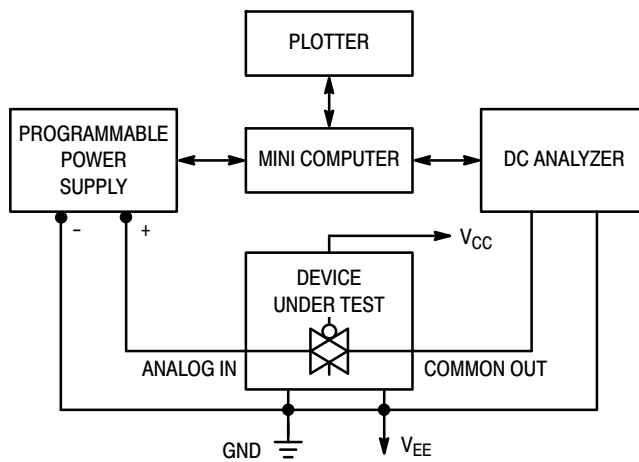 PLOTTER
PROGRAMMABLE
POWER
SUPPLY
MINI COMPUTER
DC ANALYZER
– +
VCC
DEVICE
UNDER TEST
ANALOG IN
COMMON OUT
GND
VEE